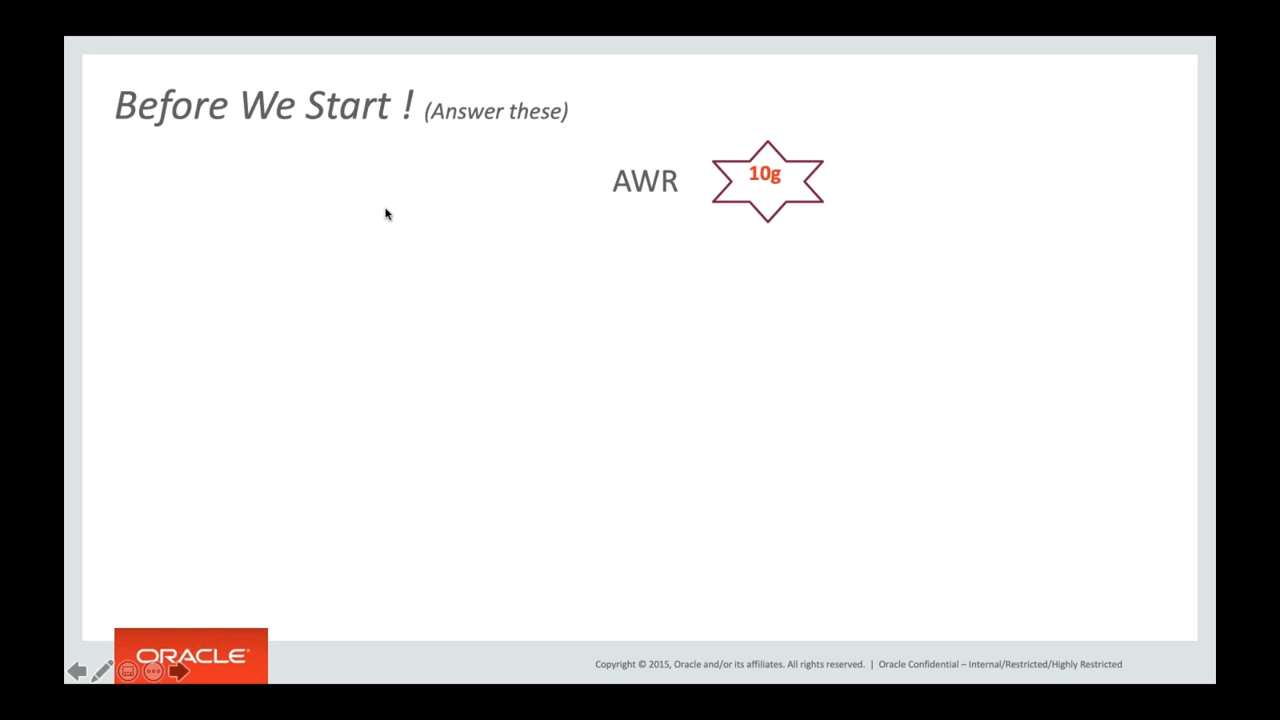 Before We Start ! (Answer these)
AWR
10g
ORACLE®
Copyright © 2015, Oracle and/or its affiliates. All rights reserved. | Oracle Confidential – Internal/Restricted/Highly Restricted